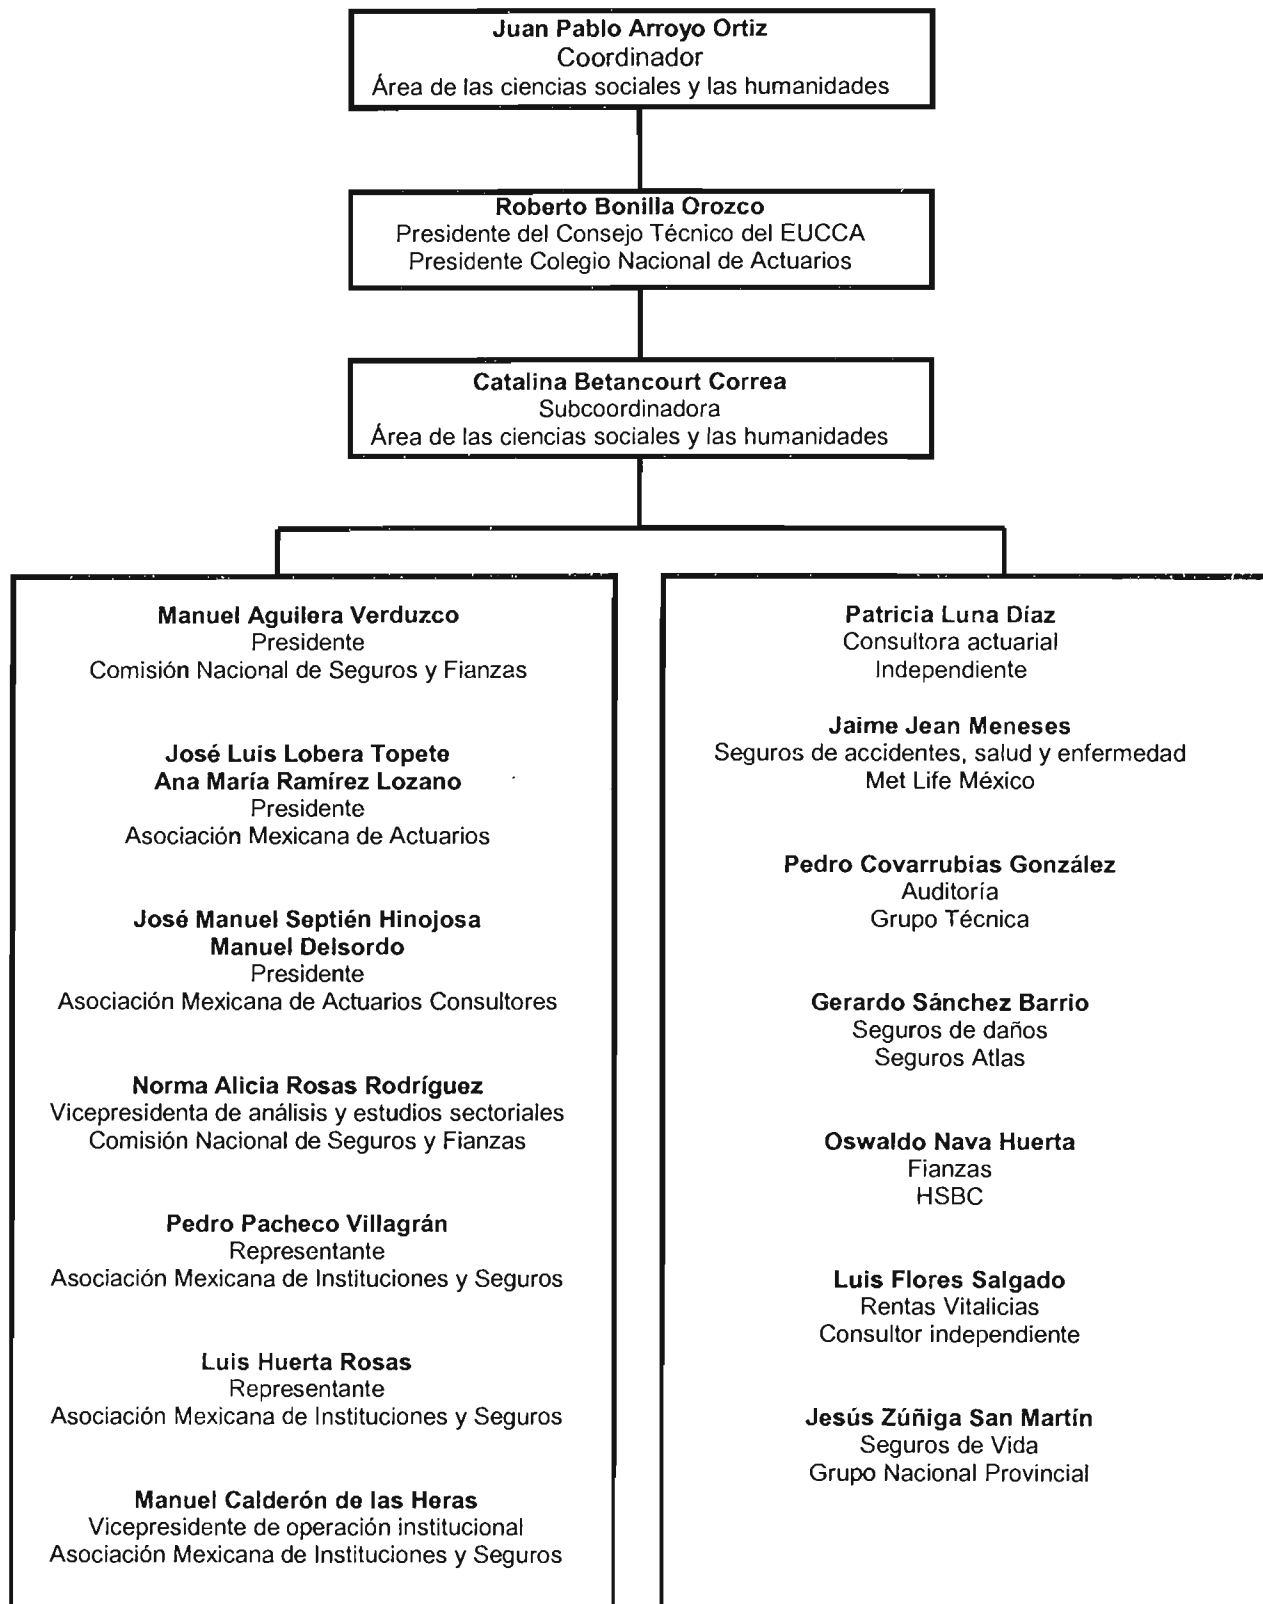 Juan Pablo Arroyo Ortiz
Coordinador
Área de las ciencias sociales y las humanidades
Roberto Bonilla Orozco
Presidente del Consejo Técnico del EUCCA
Presidente Colegio Nacional de Actuarios
Catalina Betancourt Correa
Subcoordinadora
Área de las ciencias sociales y las humanidades
Manuel Aguilera Verduzco
Presidente
Comisión Nacional de Seguros y Fianzas
José Luis Lobera Topete
Ana María Ramírez Lozano
Presidente
Asociación Mexicana de Actuarios
José Manuel Septién Hinojosa
Manuel Delsordo
Presidente
Asociación Mexicana de Actuarios Consultores
Norma Alicia Rosas Rodríguez
Vicepresidenta de análisis y estudios sectoriales
Comisión Nacional de Seguros y Fianzas
Pedro Pacheco Villagrán
Representante
Asociación Mexicana de Instituciones y Seguros
Luis Huerta Rosas
Representante
Asociación Mexicana de Instituciones y Seguros
Manuel Calderón de las Heras
Vicepresidente de operación institucional
Asociación Mexicana de Instituciones y Seguros
Patricia Luna Díaz
Consultora actuarial
Independiente
Jaime Jean Meneses
Seguros de accidentes, salud y enfermedad
Met Life México
Pedro Covarrubias González
Auditoría
Grupo Técnica
Gerardo Sánchez Barrio
Seguros de daños
Seguros Atlas
Oswaldo Nava Huerta
Fianzas
HSBC
Luis Flores Salgado
Rentas Vitalicias
Consultor independiente
Jesús Zúñiga San Martín
Seguros de Vida
Grupo Nacional Provincial